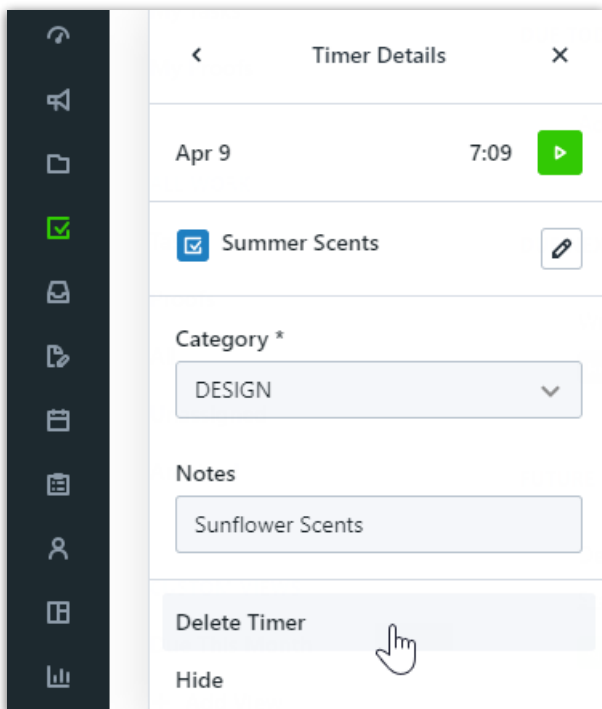 Timer Details
Apr 9 7:09
Summer Scents
Category *
DESIGN
Notes
Sunflower Scents
Delete Timer
Hide